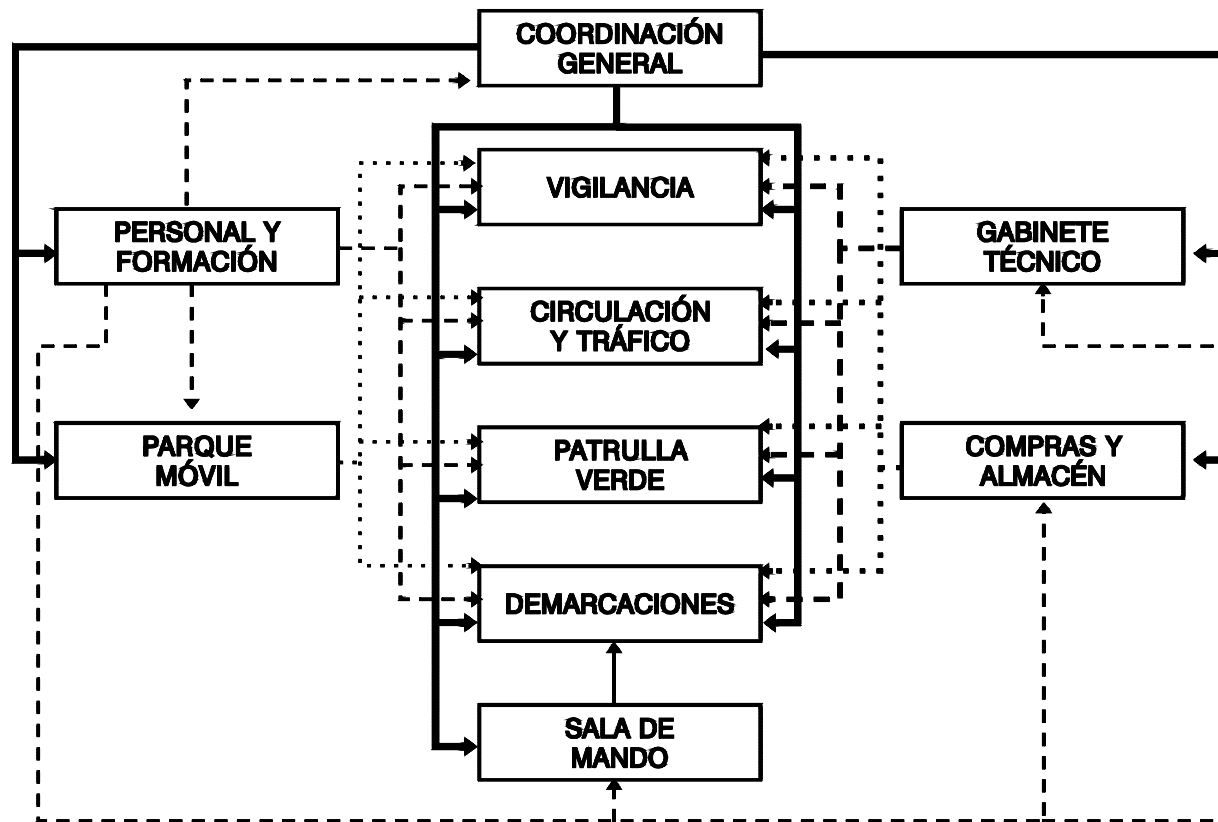 COORDINACIÓN
GENERAL
VIGILANCIA
PERSONAL Y
FORMACIÓN
GABINETE
TÉCNICO
CIRCULACIÓN
Y TRÁFICO
PARQUE
MÓVIL
PATRULLA
VERDE
COMPRAS Y
ALMACÉN
DEMARCACIONES
SALA DE
MANDO